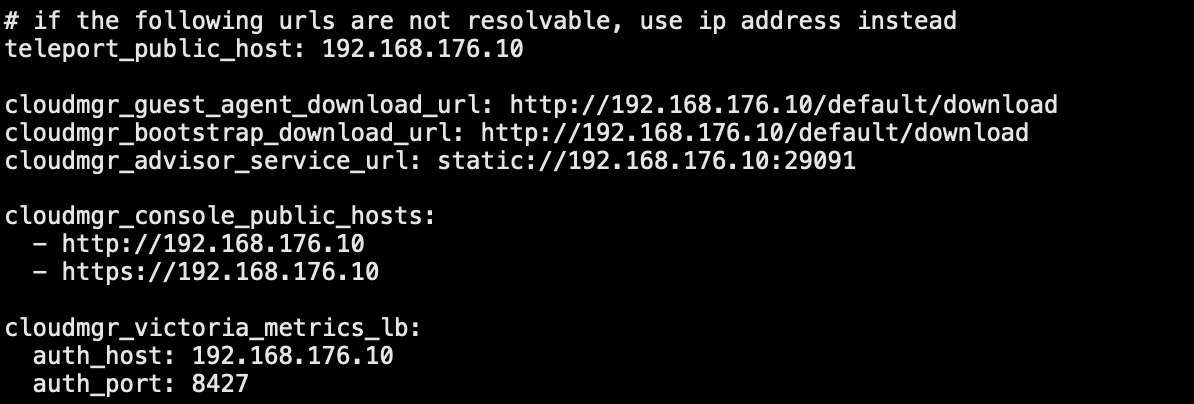 # if the following urls are not resolvable, use ip address instead
teleport_public_host: 192.168.176.10

cloudmgr_guest_agent_download_url: http://192.168.176.10/default/download
cloudmgr_bootstrap_download_url: http://192.168.176.10/default/download
cloudmgr_advisor_service_url: static://192.168.176.10:29091

cloudmgr_console_public_hosts:
  - http://192.168.176.10
  - https://192.168.176.10

cloudmgr_victoria_metrics_lb:
  auth_host: 192.168.176.10
  auth_port: 8427